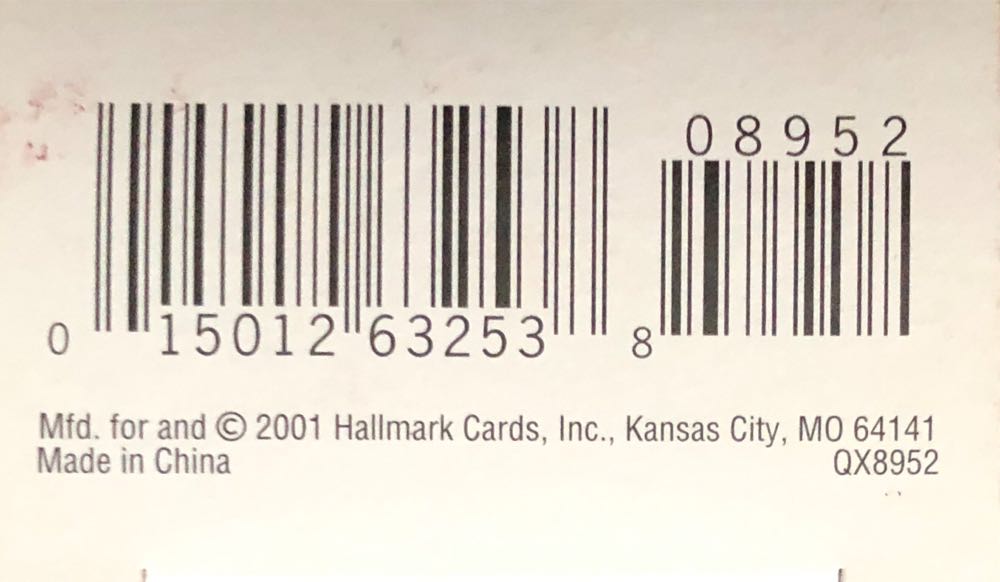 08952
0 15012 63253 8
Mfd. for and © 2001 Hallmark Cards, Inc., Kansas City, MO 64141
Made in China QX8952